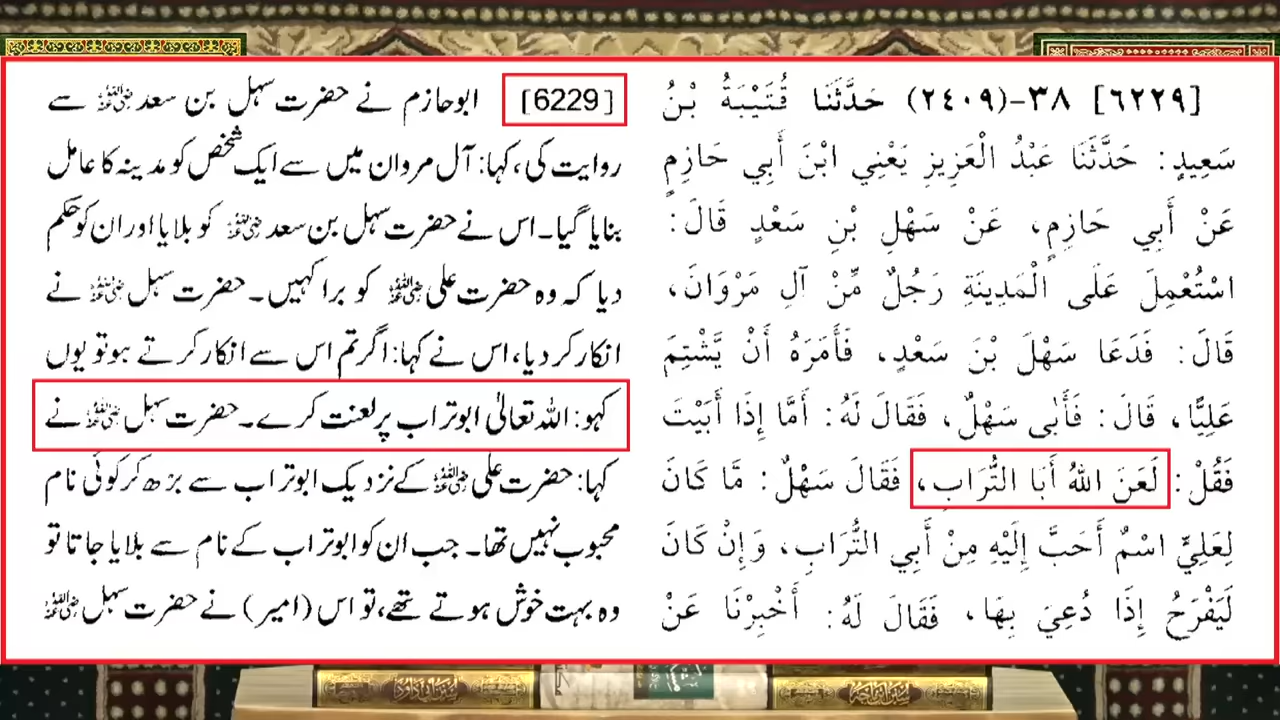 [٦٢٢٩] ٣٨-(٢٤٠٩) حَدَّثَنَا قُتَيْبَةُ بْنُ
سَعِيدٍ: حَدَّثَنَا عَبْدُ الْعَزِيزِ يَعْنِي ابْنَ أَبِي حَازِمٍ
عَنْ أَبِي حَازِمٍ، عَنْ سَهْلِ بْنِ سَعْدٍ قَالَ:
اسْتُعْمِلَ عَلَى الْمَدِينَةِ رَجُلٌ مِّنْ آلِ مَرْوَانَ،
قَالَ: فَدَعَا سَهْلَ بْنَ سَعْدٍ، فَأَمَرَهُ أَنْ يَّشْتِمَ
عَلِيًّا، قَالَ: فَأَبٰى سَهْلٌ، فَقَالَ لَهُ: أَمَّا إِذَا أَبَيْتَ
فَقُلْ: لَعَنَ اللهُ أَبَا التُّرَابِ، فَقَالَ سَهْلٌ: مَّا كَانَ
لِعَلِيٍّ اسْمٌ أَحَبَّ إِلَيْهِ مِنْ أَبِي التُّرَابِ، وَإِنْ كَانَ
لَيَفْرَحُ إِذَا دُعِيَ بِهَا، فَقَالَ لَهُ: أَخْبِرْنَا عَنْ
[6229] ابوحازم نے حضرت سہل بن سعد رضی اللہ عنہ سے
روایت کی، کہا: آل مروان میں سے ایک شخص کو مدینہ کا عامل
بنایا گیا۔ اس نے حضرت سہل بن سعد رضی اللہ عنہ کو بلایا اور ان کو حکم
دیا کہ وہ حضرت علی رضی اللہ عنہ کو برا کہیں۔ حضرت سہل رضی اللہ عنہ نے
انکار کر دیا، اس نے کہا: اگر تم اس سے انکار کرتے ہو تو یوں
کہو: اللہ تعالیٰ ابوتراب پر لعنت کرے۔ حضرت سہل رضی اللہ عنہ نے
کہا: حضرت علی رضی اللہ عنہ کے نزدیک ابوتراب سے بڑھ کر کوئی نام
محبوب نہیں تھا۔ جب ان کو ابوتراب کے نام سے بلایا جاتا تو
وہ بہت خوش ہوتے تھے، تو اس (امیر) نے حضرت سہل رضی اللہ عنہ